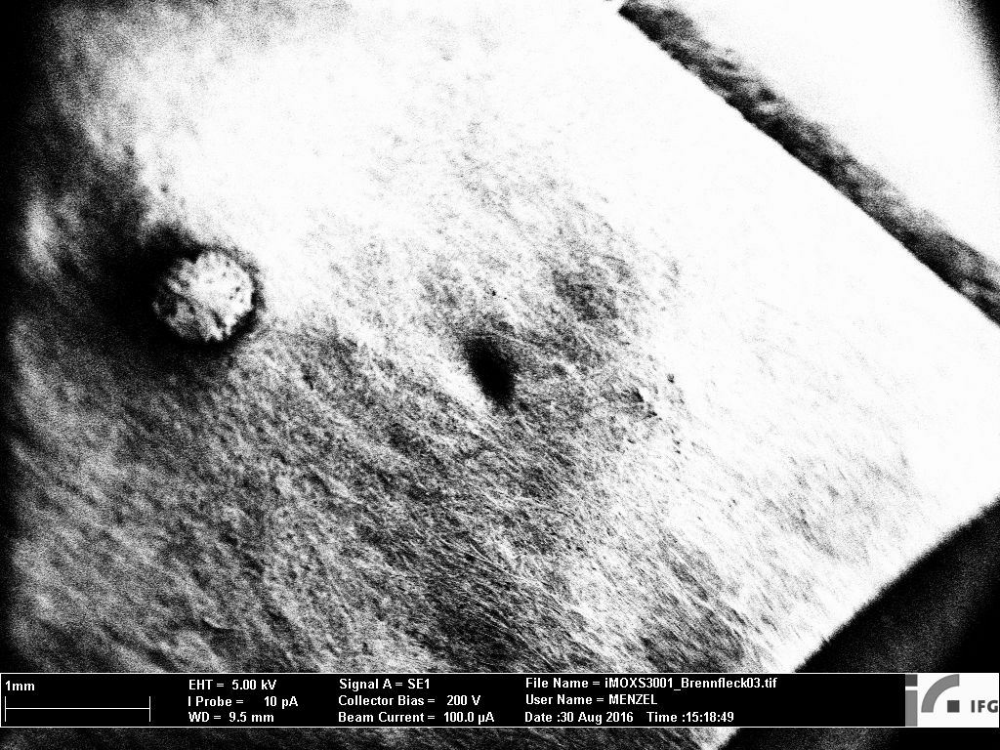 1mm
EHT = 5.00 kV
I Probe = 10 pA
WD = 9.5 mm
Signal A = SE1
Collector Bias = 200 V
Beam Current = 100.0 µA
File Name = iMOXS3001_Brennfleck03.tif
User Name = MENZEL
Date :30 Aug 2016 Time :15:18:49
IFG